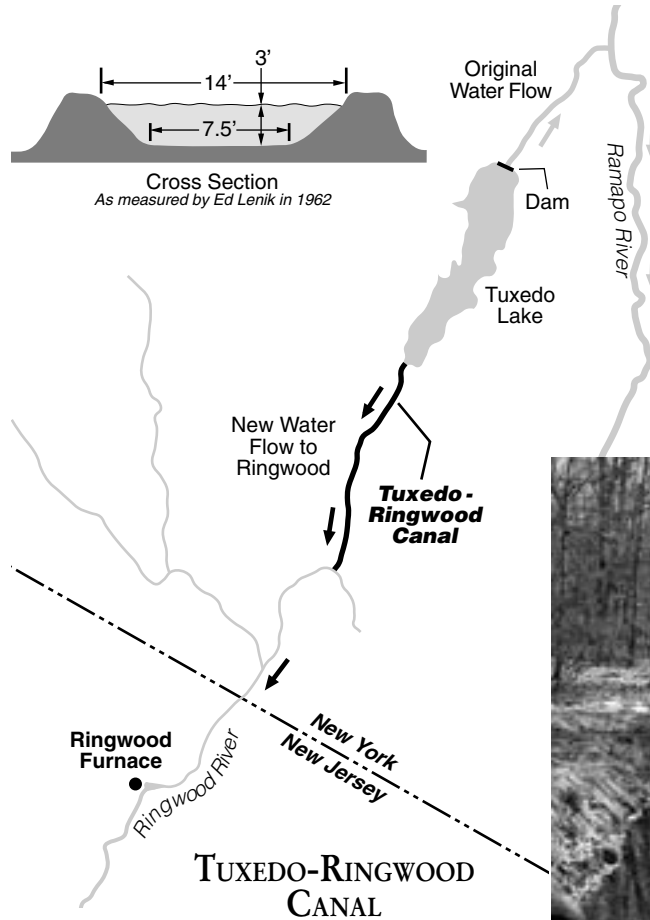 3’
14’
7.5’
Cross Section
As measured by Ed Lenik in 1962
Original
Water Flow
Dam
Ramapo River
Tuxedo
Lake
New Water
Flow to
Ringwood
Tuxedo -
Ringwood
Canal
New York
New Jersey
Ringwood
Furnace
Ringwood River
TUXEDO-RINGWOOD
CANAL